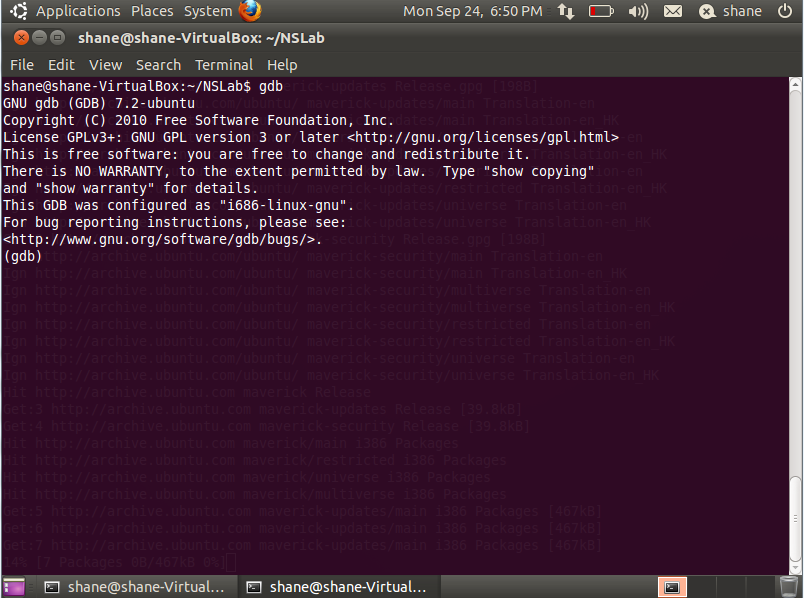 Applications Places System Mon Sep 24, 6:50 PM shane
shane@shane-VirtualBox: ~/NSLab
File Edit View Search Terminal Help
shane@shane-VirtualBox:~/NSLab$ gdb
GNU gdb (GDB) 7.2-ubuntu
Copyright (C) 2010 Free Software Foundation, Inc.
License GPLv3+: GNU GPL version 3 or later <http://gnu.org/licenses/gpl.html>
This is free software: you are free to change and redistribute it.
There is NO WARRANTY, to the extent permitted by law.  Type "show copying"
and "show warranty" for details.
This GDB was configured as "i686-linux-gnu".
For bug reporting instructions, please see:
<http://www.gnu.org/software/gdb/bugs/>.
(gdb)
Ign http://archive.ubuntu.com/ubuntu/ maverick-security/main Translation-en_HK
Ign http://archive.ubuntu.com/ubuntu/ maverick-security/multiverse Translation-en
Ign http://archive.ubuntu.com/ubuntu/ maverick-security/multiverse Translation-en_HK
Ign http://archive.ubuntu.com/ubuntu/ maverick-security/restricted Translation-en
Ign http://archive.ubuntu.com/ubuntu/ maverick-security/restricted Translation-en_HK
Ign http://archive.ubuntu.com/ubuntu/ maverick-security/universe Translation-en
Ign http://archive.ubuntu.com/ubuntu/ maverick-security/universe Translation-en_HK
Hit http://archive.ubuntu.com maverick Release
Get:3 http://archive.ubuntu.com maverick-updates Release [39.8kB]
Get:4 http://archive.ubuntu.com maverick-security Release [39.8kB]
Hit http://archive.ubuntu.com maverick/main i386 Packages
Hit http://archive.ubuntu.com maverick/restricted i386 Packages
Hit http://archive.ubuntu.com maverick/universe i386 Packages
Hit http://archive.ubuntu.com maverick/multiverse i386 Packages
Get:5 http://archive.ubuntu.com maverick-updates/main i386 Packages [467kB]
Get:6 http://archive.ubuntu.com maverick-updates/main i386 Packages [467kB]
Get:7 http://archive.ubuntu.com maverick-updates/main i386 Packages [467kB]
14% [7 Packages 0B/467kB 0%]
shane@shane-Virtual... shane@shane-Virtual...